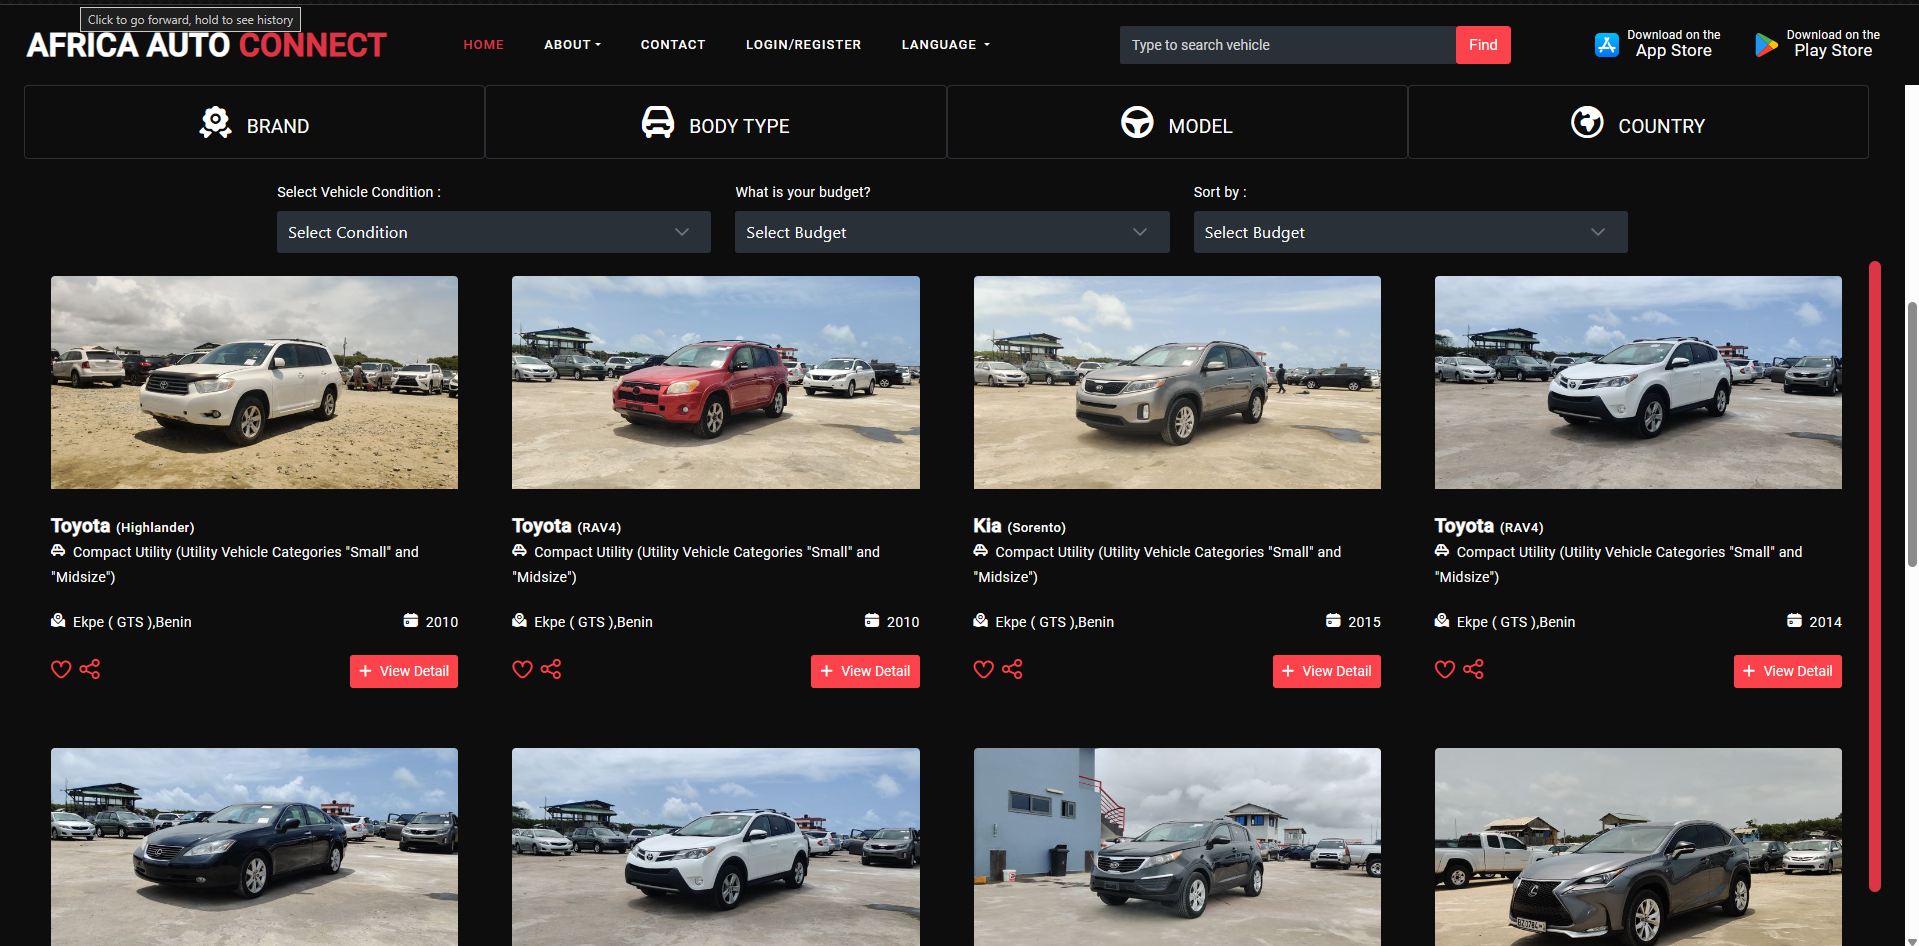 Click to go forward, hold to see history
AFRICA AUTO CONNECT
HOME
ABOUT
CONTACT
LOGIN/REGISTER
LANGUAGE
Type to search vehicle
Find
Download on the
App Store
Download on the
Play Store
BRAND
BODY TYPE
MODEL
COUNTRY
Select Vehicle Condition :
What is your budget?
Sort by :
Select Condition
Select Budget
Select Budget
Toyota (Highlander)
Compact Utility (Utility Vehicle Categories "Small" and
"Midsize")
Ekpe ( GTS ),Benin
2010
+ View Detail
Toyota (RAV4)
Compact Utility (Utility Vehicle Categories "Small" and
"Midsize")
Ekpe ( GTS ),Benin
2010
+ View Detail
Kia (Sorento)
Compact Utility (Utility Vehicle Categories "Small" and
"Midsize")
Ekpe ( GTS ),Benin
2015
+ View Detail
Toyota (RAV4)
Compact Utility (Utility Vehicle Categories "Small" and
"Midsize")
Ekpe ( GTS ),Benin
2014
+ View Detail